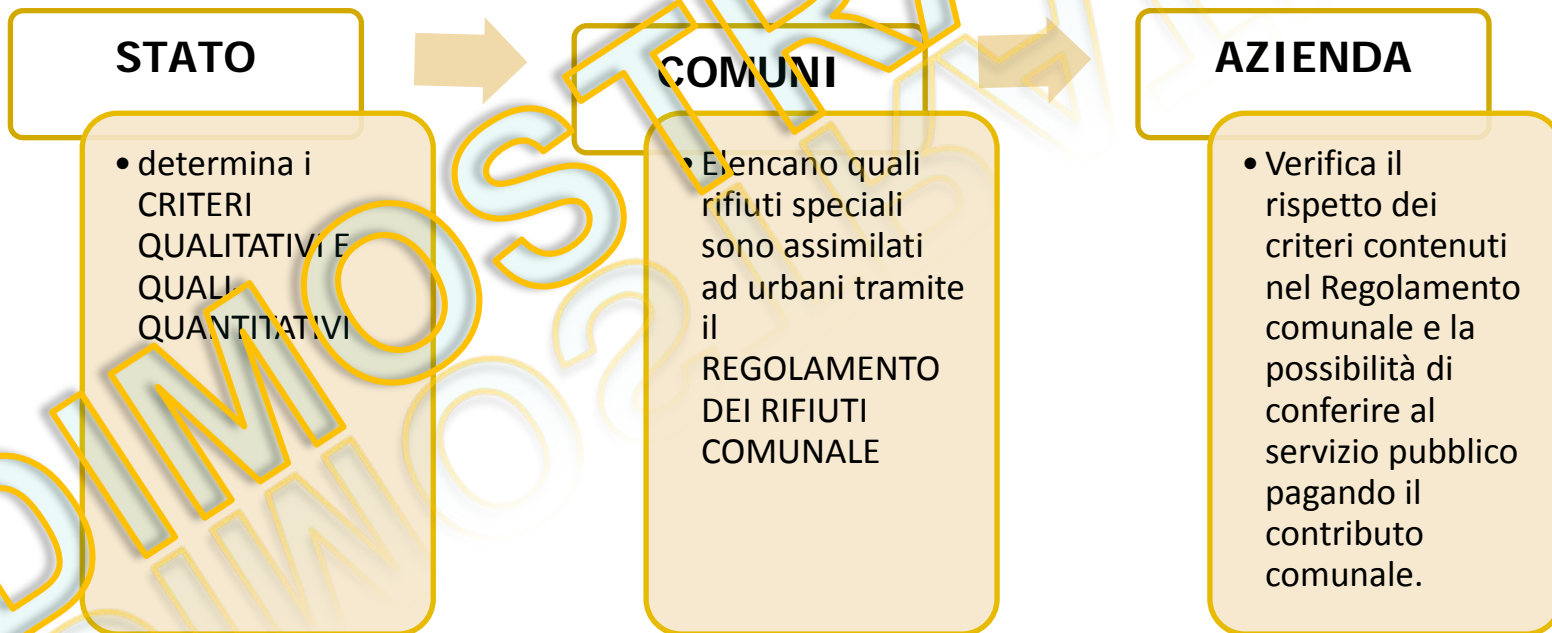 STATO
• determina i
CRITERI
QUALITATIVI E
QUALI-
QUANTITATIVI
COMUNI
• Elencano quali
rifiuti speciali
sono assimilati
ad urbani tramite
il
REGOLAMENTO
DEI RIFIUTI
COMUNALE
AZIENDA
• Verifica il
rispetto dei
criteri contenuti
nel Regolamento
comunale e la
possibilità di
conferire al
servizio pubblico
pagando il
contributo
comunale.
DIMOSTRA